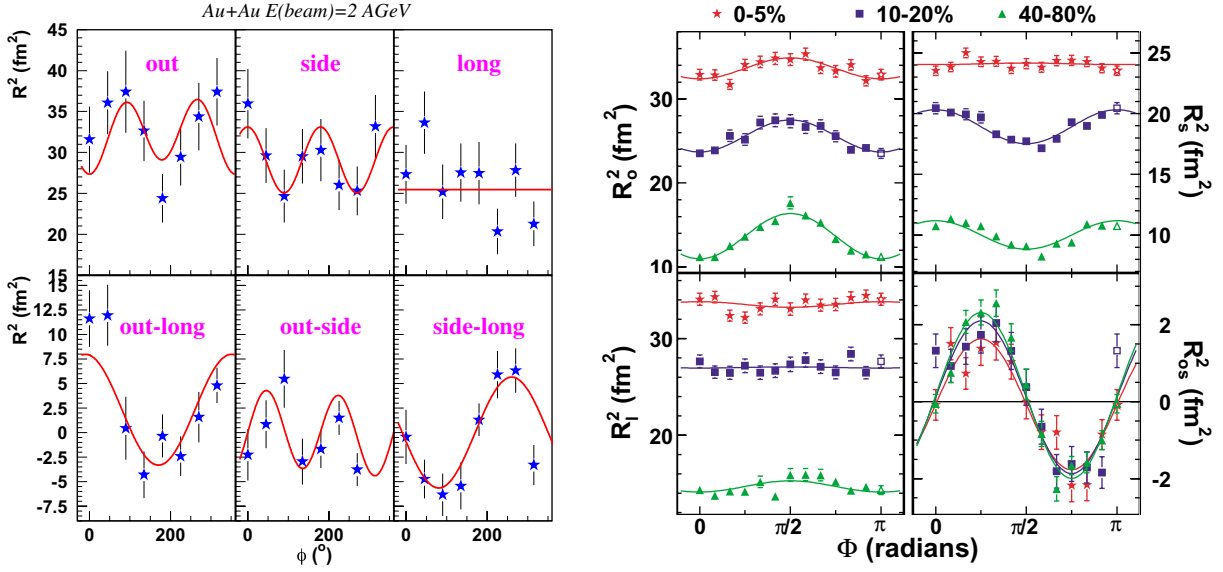 Au+Au E(beam)=2 AGeV
★ 0-5% ■ 10-20% ▲ 40-80%
R² (fm²)
45
40
35
30
25
20
15
out
side
long
R² (fm²)
15
12.5
10
7.5
5
2.5
0
-2.5
-5
-7.5
out-long
out-side
side-long
0 200 0 200 0 200
ϕ (°)
R²ₒ (fm²)
32
22
10
R²ₛ (fm²)
24
20
15
10
R²ₗ (fm²)
30
20
R²ₒₛ (fm²)
2
0
-2
0 π/2 π 0 π/2 π
Φ (radians)